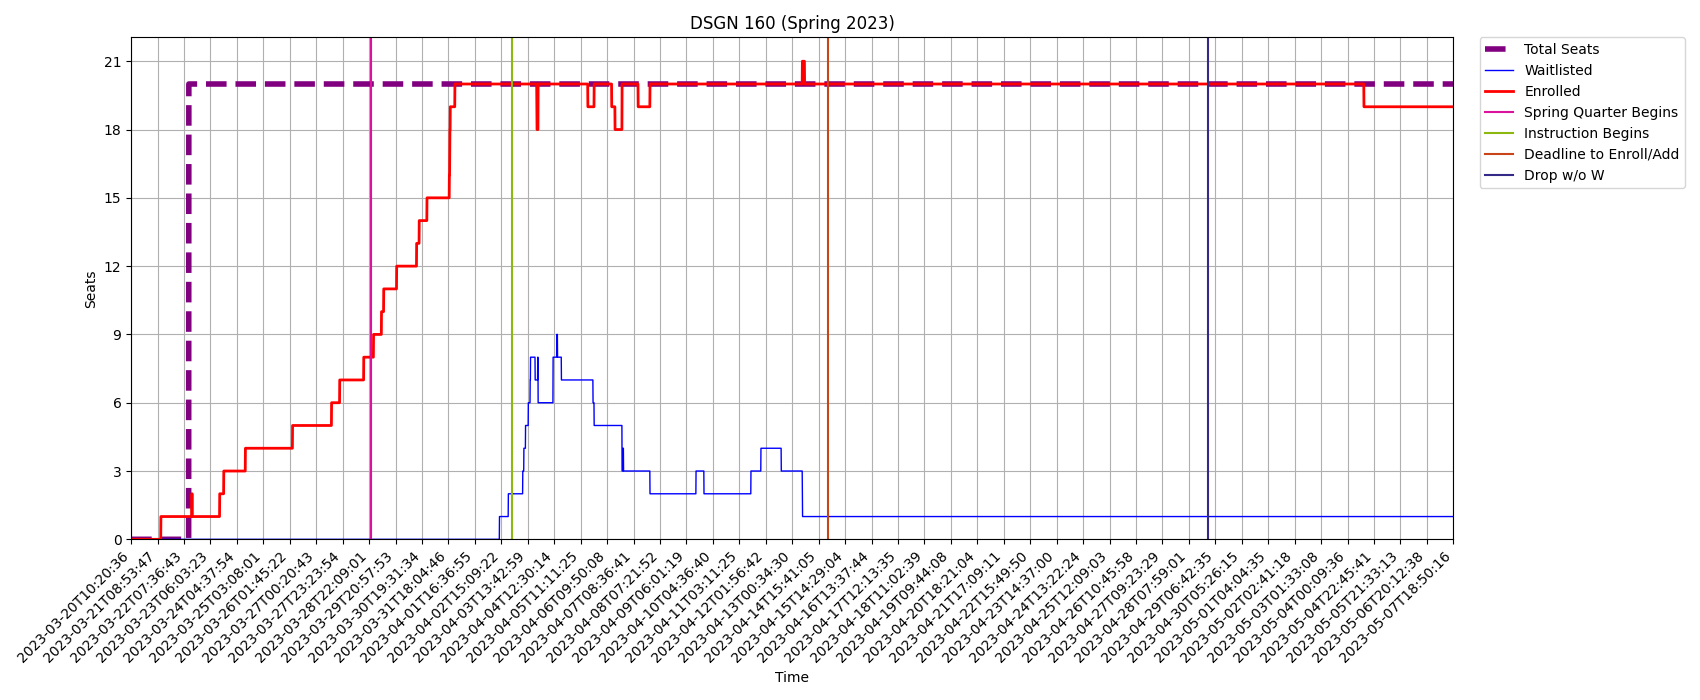 DSGN 160 (Spring 2023)
Total Seats
Waitlisted
Enrolled
Spring Quarter Begins
Instruction Begins
Deadline to Enroll/Add
Drop w/o W
Seats
21
18
15
12
9
6
3
0
2023-03-20T10:20:36
2023-03-21T08:53:47
2023-03-22T07:36:43
2023-03-23T06:03:23
2023-03-24T04:37:54
2023-03-25T03:08:01
2023-03-26T01:45:22
2023-03-27T00:20:43
2023-03-27T23:23:54
2023-03-28T22:09:01
2023-03-29T20:57:53
2023-03-30T19:31:34
2023-03-31T18:04:46
2023-04-01T16:36:55
2023-04-02T15:09:22
2023-04-03T13:42:59
2023-04-04T12:30:14
2023-04-05T11:11:25
2023-04-06T09:50:08
2023-04-07T08:36:41
2023-04-08T07:21:52
2023-04-09T06:01:19
2023-04-10T04:36:40
2023-04-11T03:11:25
2023-04-12T01:56:42
2023-04-13T00:34:30
2023-04-14T15:41:05
2023-04-15T14:29:04
2023-04-16T13:37:44
2023-04-17T12:13:35
2023-04-18T11:02:39
2023-04-19T09:44:08
2023-04-20T18:21:04
2023-04-21T17:09:11
2023-04-22T15:49:50
2023-04-23T14:37:00
2023-04-24T13:22:24
2023-04-25T12:09:03
2023-04-26T10:45:58
2023-04-27T09:23:29
2023-04-28T07:59:01
2023-04-29T06:42:35
2023-04-30T05:26:15
2023-05-01T04:04:35
2023-05-02T02:41:18
2023-05-03T01:33:08
2023-05-04T00:09:36
2023-05-04T22:45:41
2023-05-05T21:33:13
2023-05-06T20:12:38
2023-05-07T18:50:16
Time